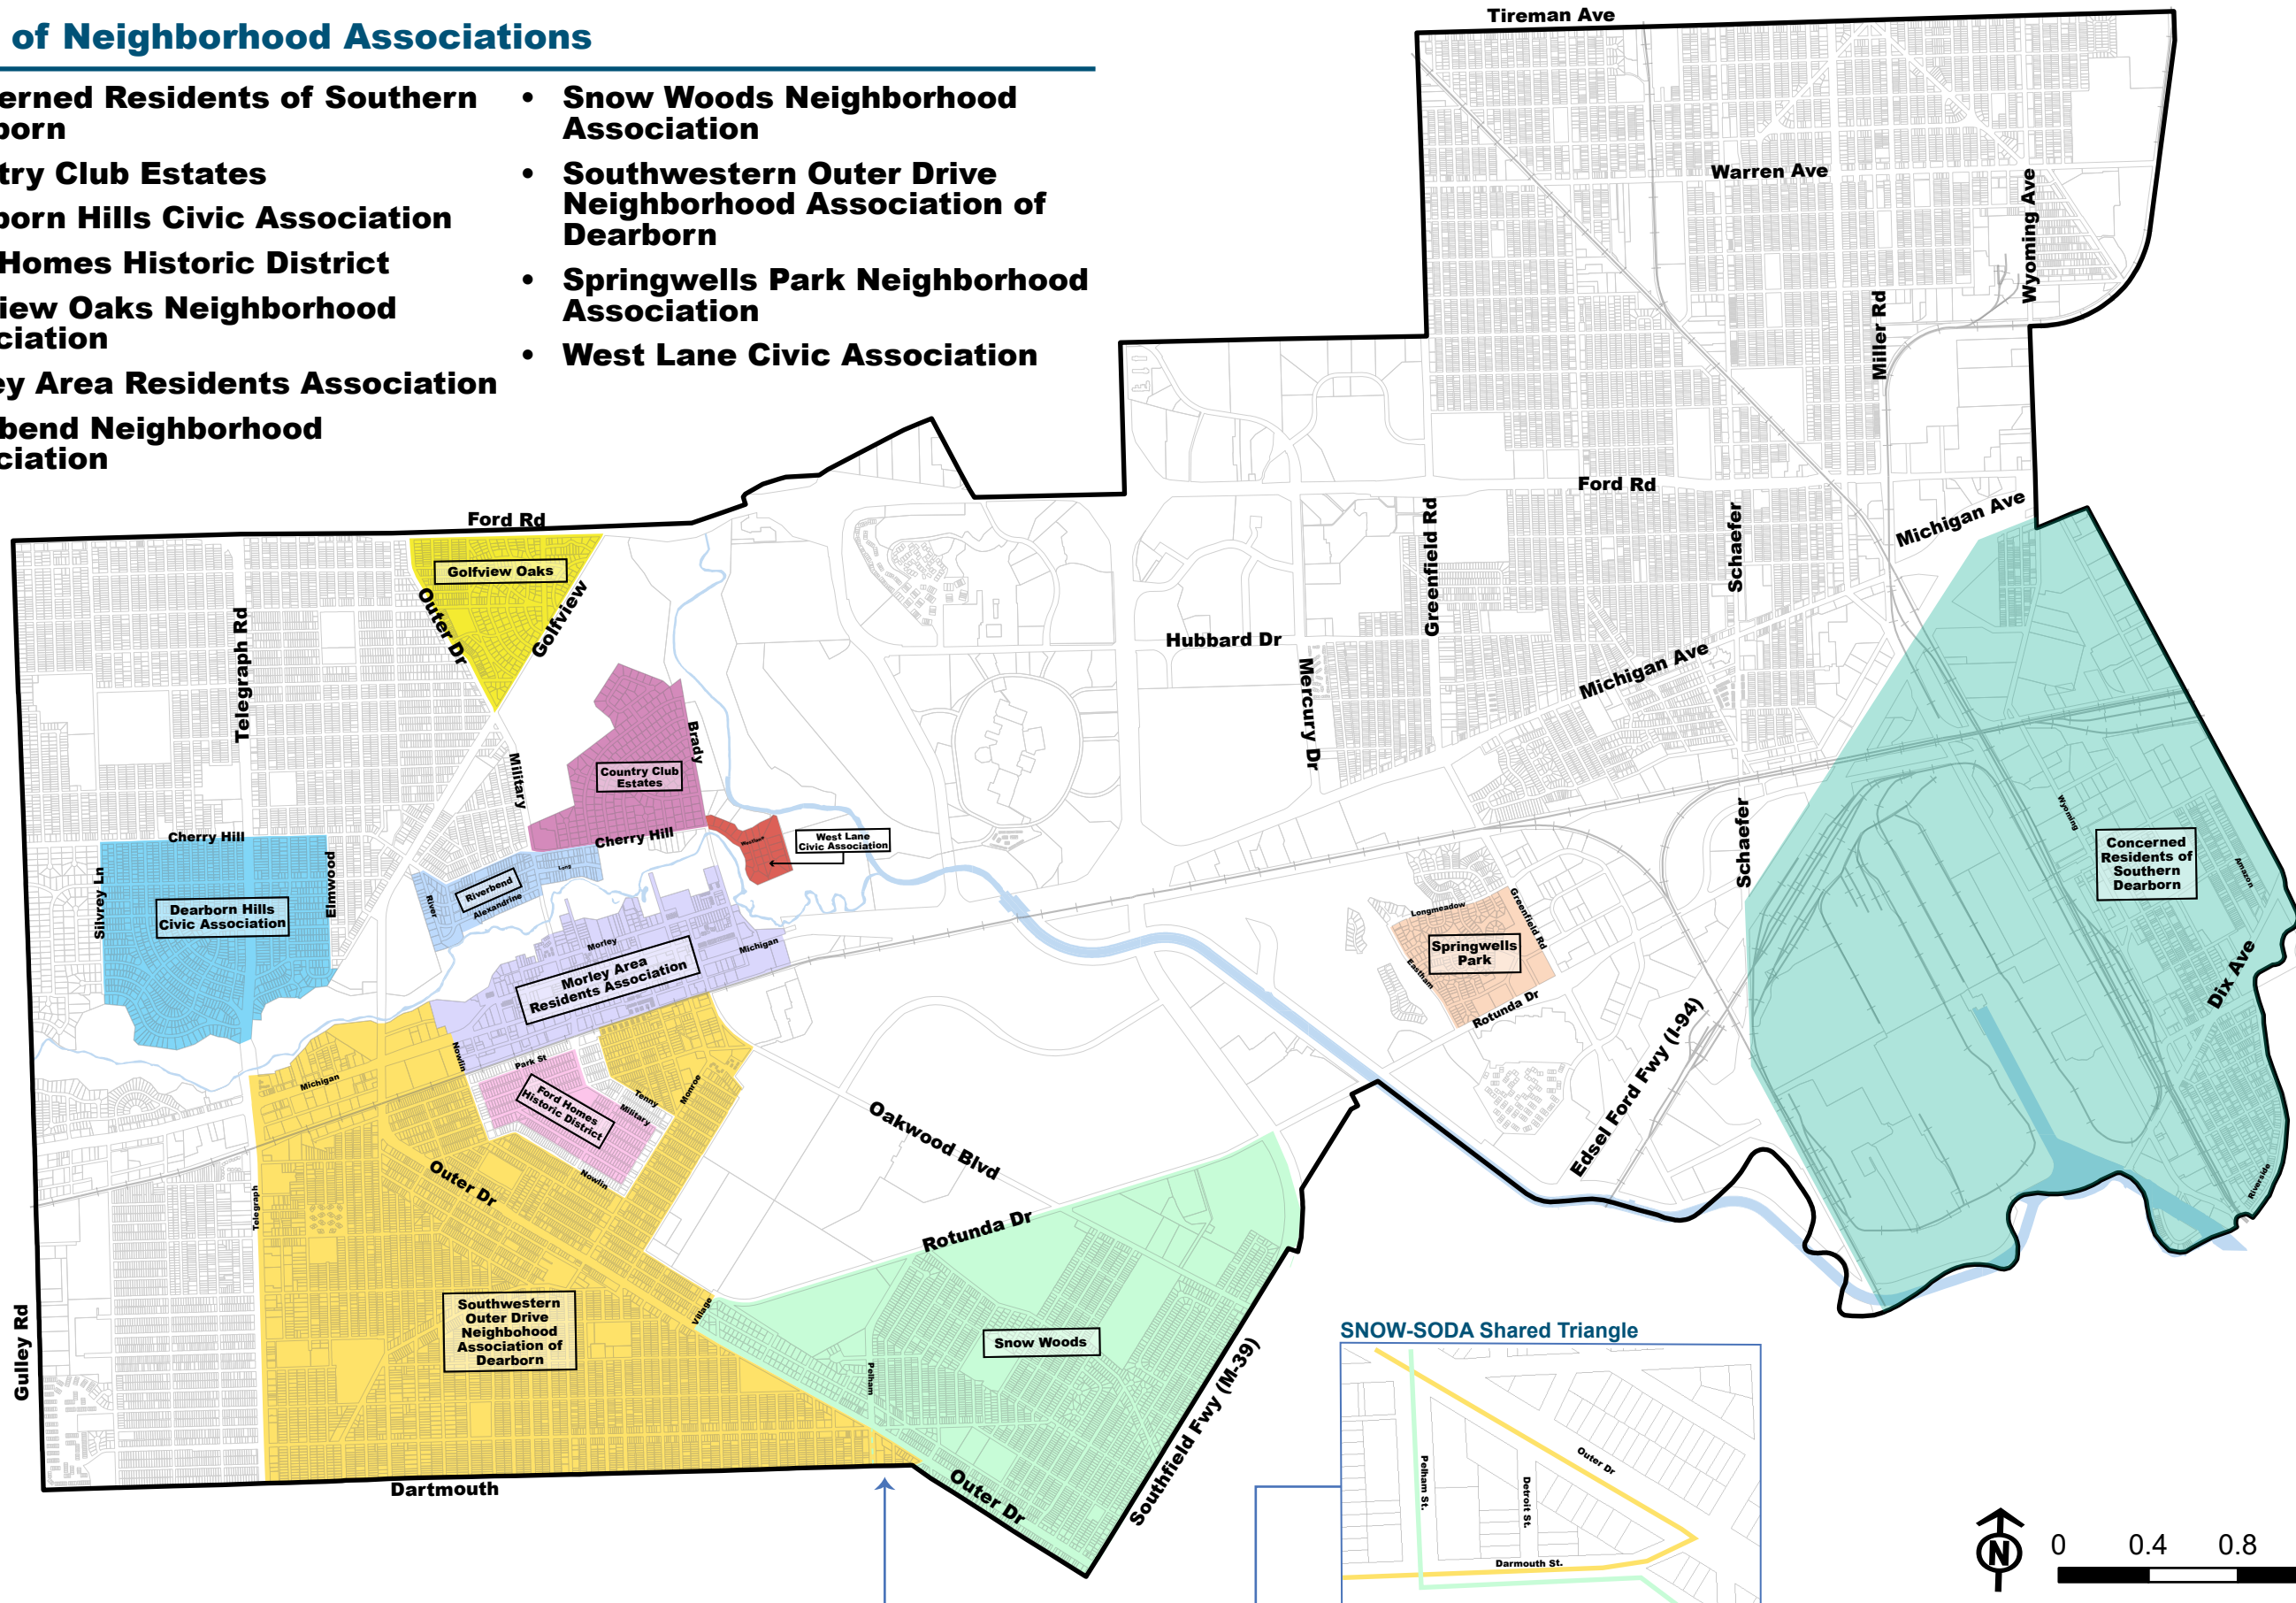 of Neighborhood Associations
erned Residents of Southern
born
try Club Estates
born Hills Civic Association
Homes Historic District
iew Oaks Neighborhood
ciation
ey Area Residents Association
bend Neighborhood
ciation
• Snow Woods Neighborhood
Association
• Southwestern Outer Drive
Neighborhood Association of
Dearborn
• Springwells Park Neighborhood
Association
• West Lane Civic Association
Tireman Ave
Warren Ave
Wyoming Ave
Miller Rd
Ford Rd
Greenfield Rd
Schaefer
Michigan Ave
Hubbard Dr
Mercury Dr
Michigan Ave
Ford Rd
Golfview Oaks
Outer Dr
Golfview
Telegraph Rd
Military
Brady
Country Club
Estates
Cherry Hill
Cherry Hill
West Lane
Civic Association
Westlane
Silvrey Ln
Elmwood
Dearborn Hills
Civic Association
Riverbend
River
Alexandrine
Long
Morley
Michigan
Morley Area
Residents Association
Schaefer
Wyoming
Concerned
Residents of
Southern
Dearborn
Amazon
Longmeadow
Greenfield Rd
Springwells
Park
Eastham
Rotunda Dr
Dix Ave
Edsel Ford Fwy (I-94)
Riverside
Michigan
Nowlin
Park St
Ford Homes
Historic District
Tenny
Military
Monroe
Nowlin
Oakwood Blvd
Outer Dr
Telegraph
Rotunda Dr
Gulley Rd
Southwestern
Outer Drive
Neighbohood
Association of
Dearborn
Village
Pelham
Snow Woods
Southfield Fwy (M-39)
Outer Dr
Dartmouth
SNOW-SODA Shared Triangle
Outer Dr
Pelham St.
Detroit St.
Darmouth St.
N
0 0.4 0.8